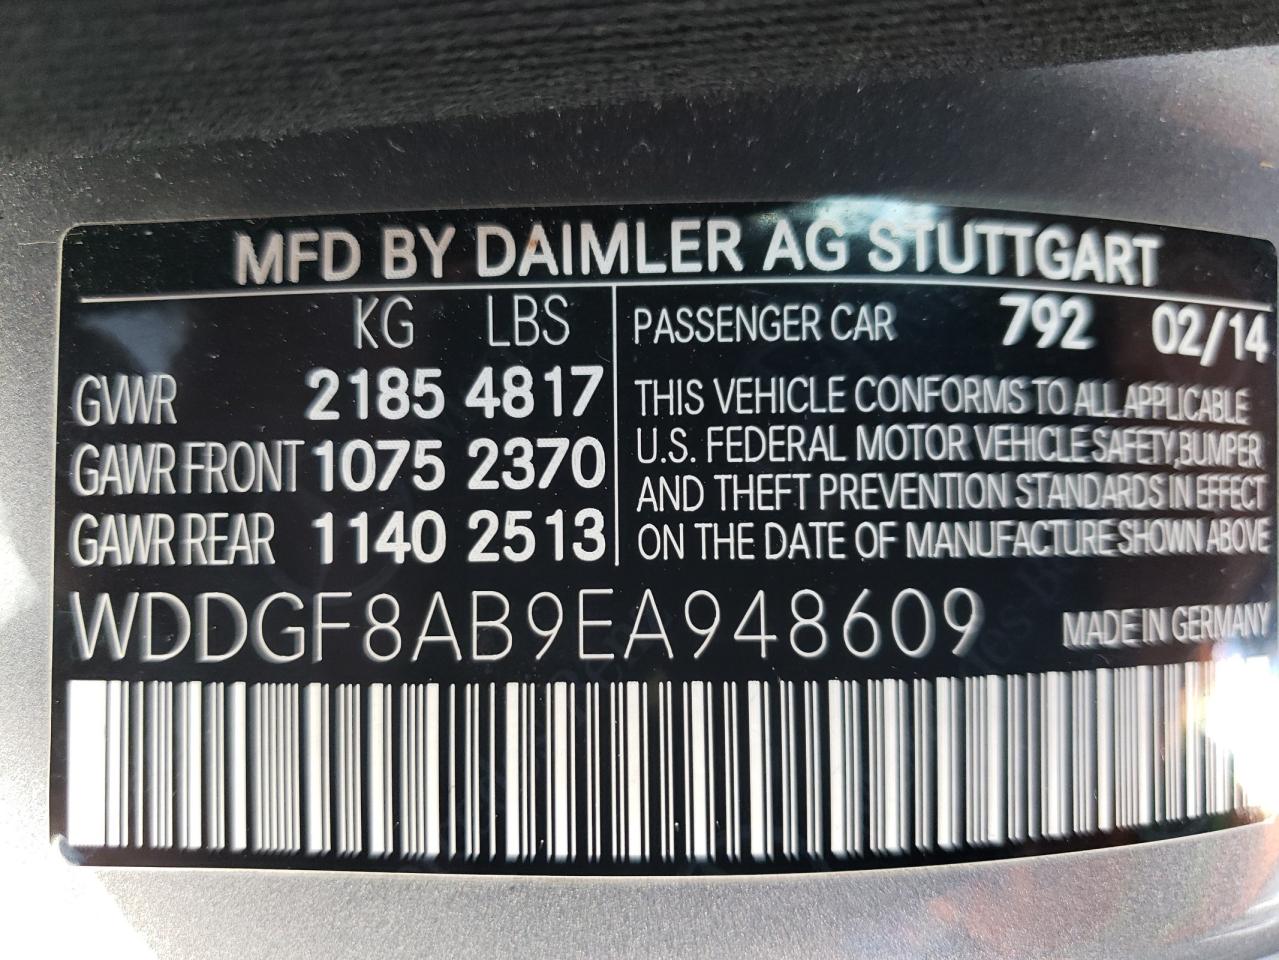 MFD BY DAIMLER AG STUTTGART
KG LBS
GVWR 2185 4817
GAWR FRONT 1075 2370
GAWR REAR 1140 2513
PASSENGER CAR 792 02/14
THIS VEHICLE CONFORMS TO ALL APPLICABLE
U.S. FEDERAL MOTOR VEHICLE SAFETY, BUMPER
AND THEFT PREVENTION STANDARDS IN EFFECT
ON THE DATE OF MANUFACTURE SHOWN ABOVE
WDDGF8AB9EA948609 MADE IN GERMANY